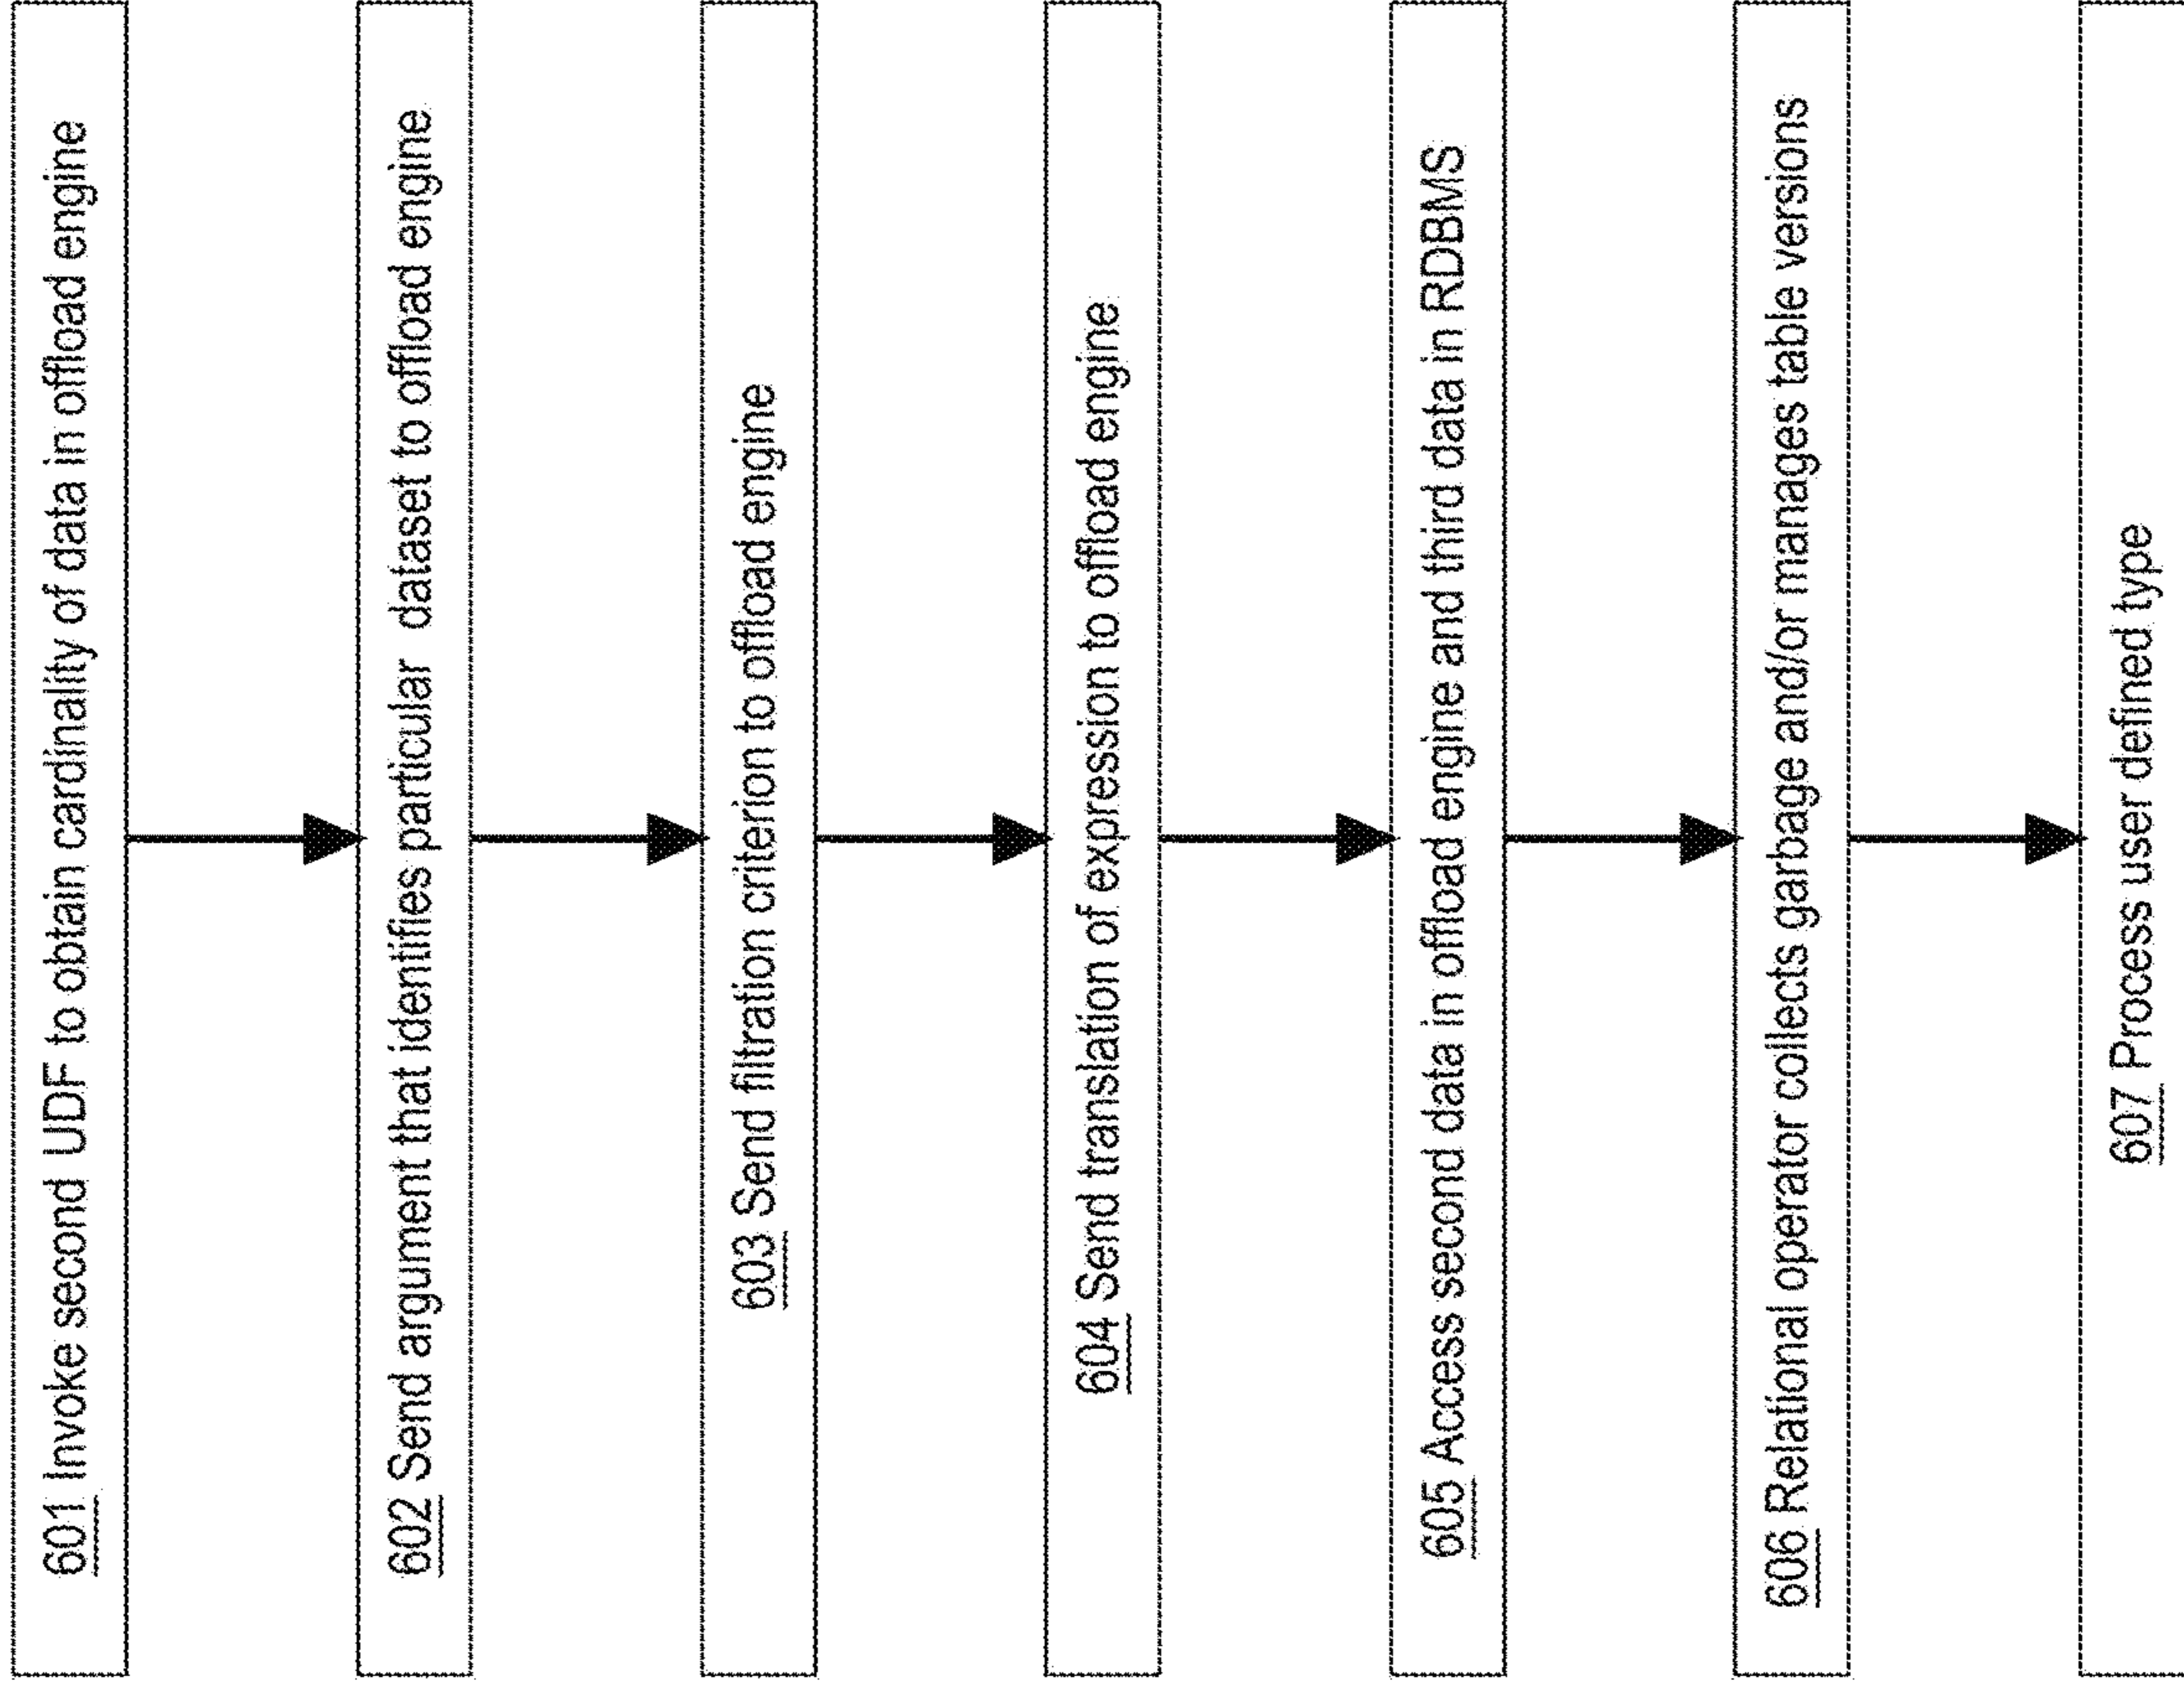 601 Invoke second UDF to obtain cardinality of data in offload engine
602 Send argument that identifies particular dataset to offload engine
603 Send filtration criterion to offload engine
604 Send translation of expression to offload engine
605 Access second data in offload engine and third data in RDBMS
606 Relational operator collects garbage and/or manages table versions
607 Process user defined type